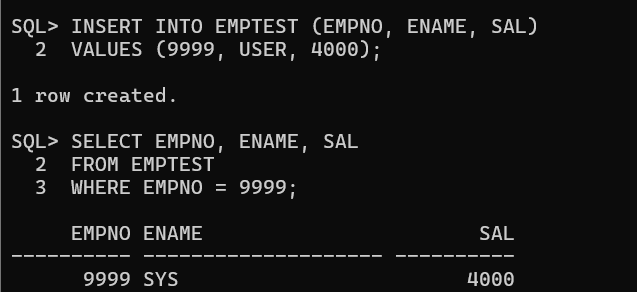 SQL> INSERT INTO EMPTEST (EMPNO, ENAME, SAL)
  2  VALUES (9999, USER, 4000);
1 row created.
SQL> SELECT EMPNO, ENAME, SAL
  2  FROM EMPTEST
  3  WHERE EMPNO = 9999;
     EMPNO ENAME                       SAL
---------- -------------------- ----------
      9999 SYS                        4000